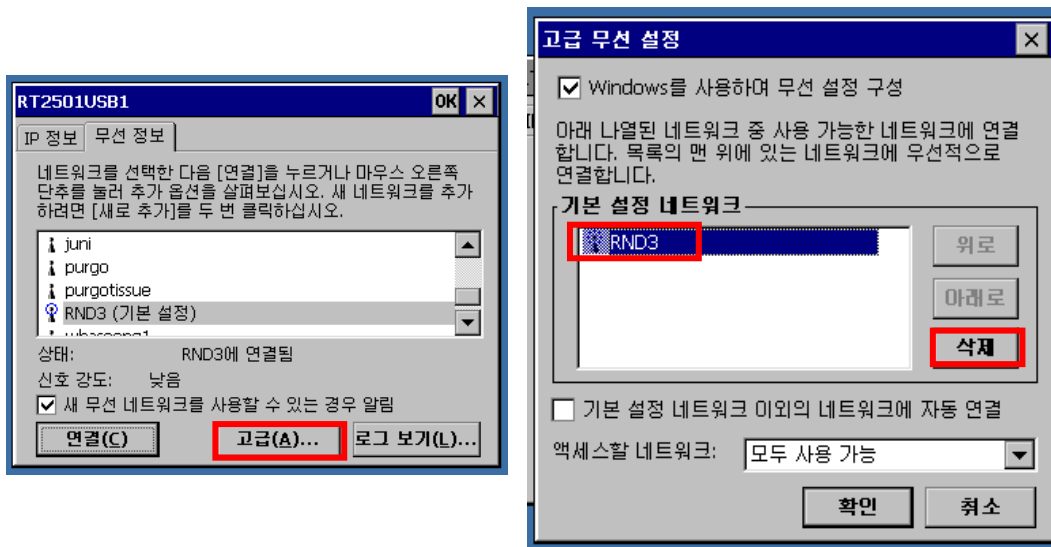 RT2501USB1
OK
IP 정보
무선 정보
네트워크를 선택한 다음 [연결]을 누르거나 마우스 오른쪽
단추를 눌러 추가 옵션을 살펴보십시오. 새 네트워크를 추가
하려면 [새로 추가]를 두 번 클릭하십시오.
juni
purgo
purgotissue
RND3 (기본 설정)
상태: RND3에 연결됨
신호 강도: 낮음
새 무선 네트워크를 사용할 수 있는 경우 알림
연결(C)
고급(A)...
로그 보기(L)...
고급 무선 설정
Windows를 사용하여 무선 설정 구성
아래 나열된 네트워크 중 사용 가능한 네트워크에 연결
합니다. 목록의 맨 위에 있는 네트워크에 우선적으로
연결합니다.
기본 설정 네트워크
RND3
위로
아래로
삭제
기본 설정 네트워크 이외의 네트워크에 자동 연결
액세스할 네트워크: 모두 사용 가능
확인
취소